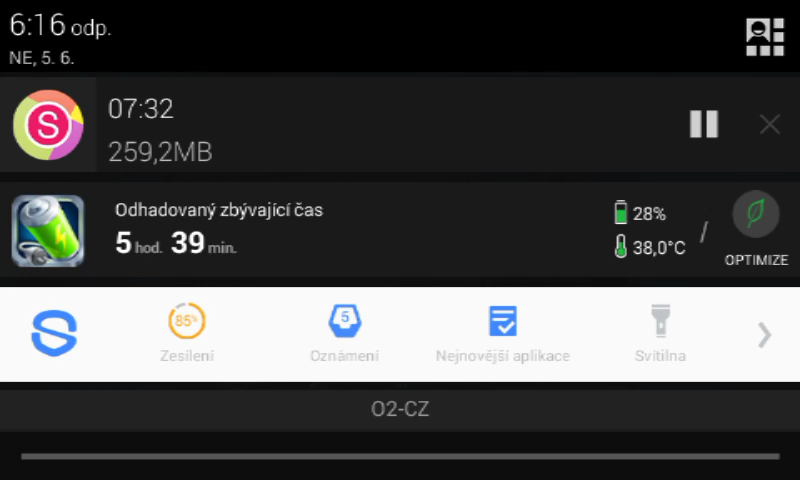 6:16 odp.
NE, 5. 6.
S
07:32
259,2MB
Odhadovaný zbývající čas
5 hod. 39 min.
28%
38,0°C
/
OPTIMIZE
S
85%
Zesílení
5
Oznámení
Nejnovější aplikace
Svítilna
O2-CZ